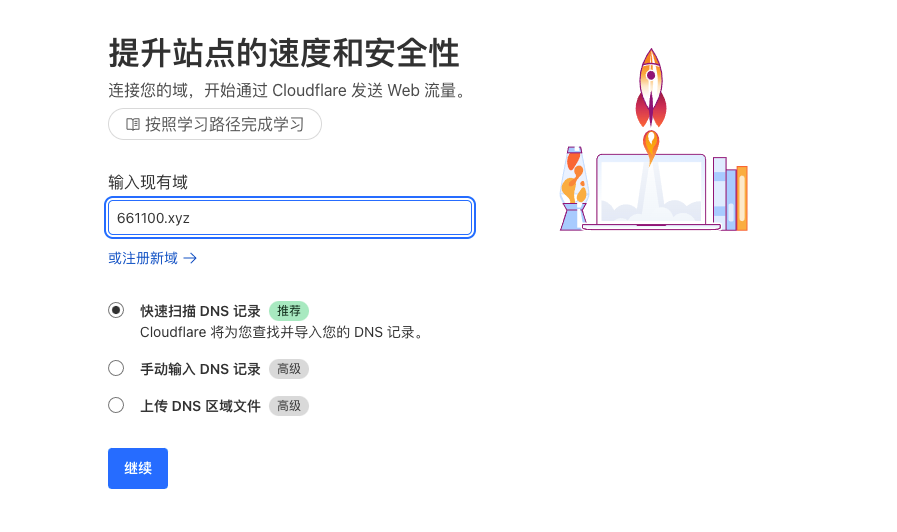 提升站点的速度和安全性
连接您的域，开始通过 Cloudflare 发送 Web 流量。
按照学习路径完成学习
输入现有域
661100.xyz
或注册新域 →
快速扫描 DNS 记录 推荐
Cloudflare 将为您查找并导入您的 DNS 记录。
手动输入 DNS 记录 高级
上传 DNS 区域文件 高级
继续